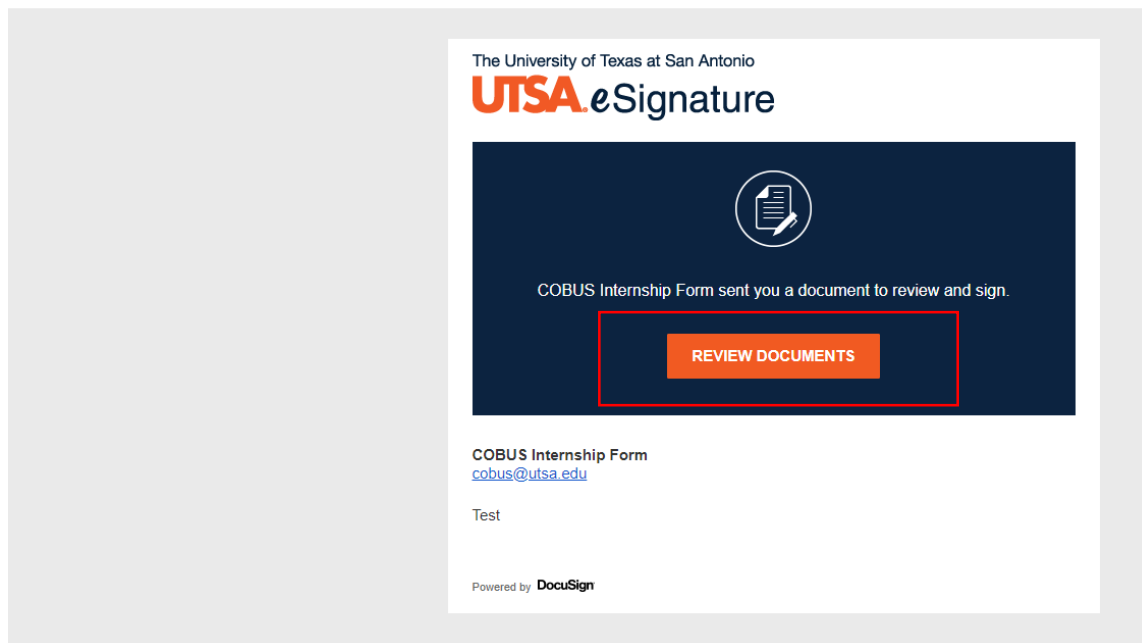 The University of Texas at San Antonio
UTSA. eSignature
COBUS Internship Form sent you a document to review and sign.
REVIEW DOCUMENTS
COBUS Internship Form
cobus@utsa.edu
Test
Powered by DocuSign